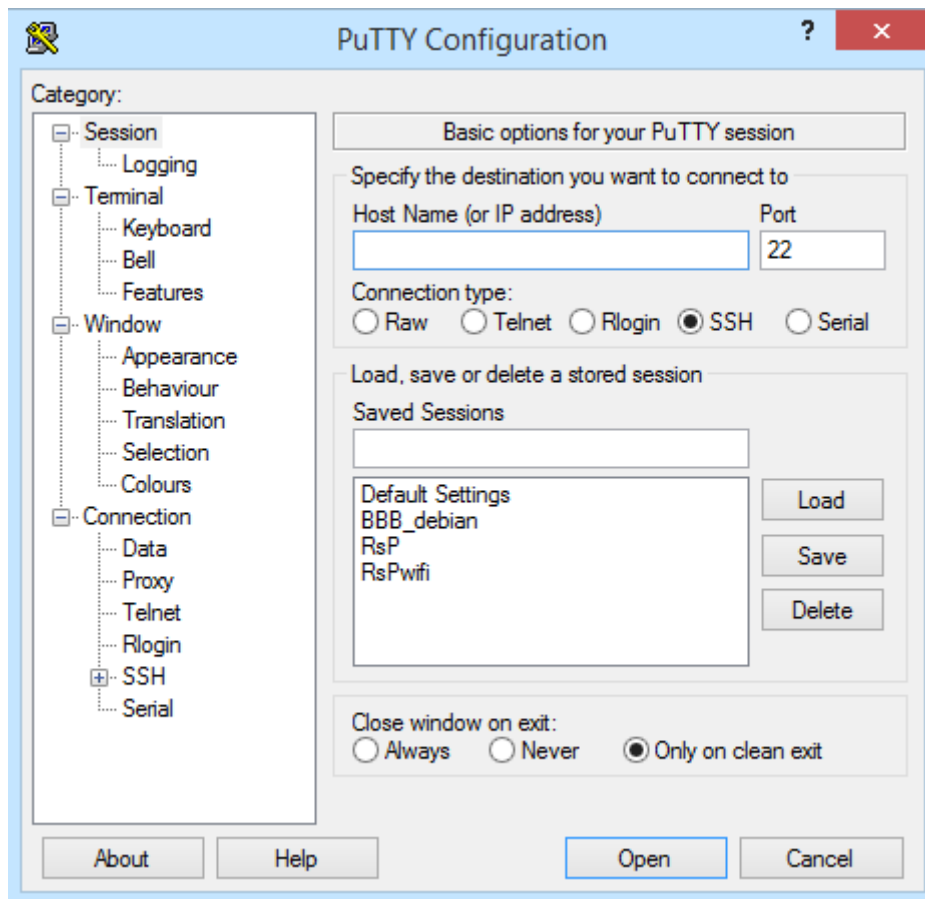 PuTTY Configuration
?
Category:
Session
Logging
Terminal
Keyboard
Bell
Features
Window
Appearance
Behaviour
Translation
Selection
Colours
Connection
Data
Proxy
Telnet
Rlogin
SSH
Serial
Basic options for your PuTTY session
Specify the destination you want to connect to
Host Name (or IP address) Port
22
Connection type:
Raw Telnet Rlogin SSH Serial
Load, save or delete a stored session
Saved Sessions
Default Settings
BBB_debian
RsP
RsPwifi
Load
Save
Delete
Close window on exit:
Always Never Only on clean exit
About Help Open Cancel